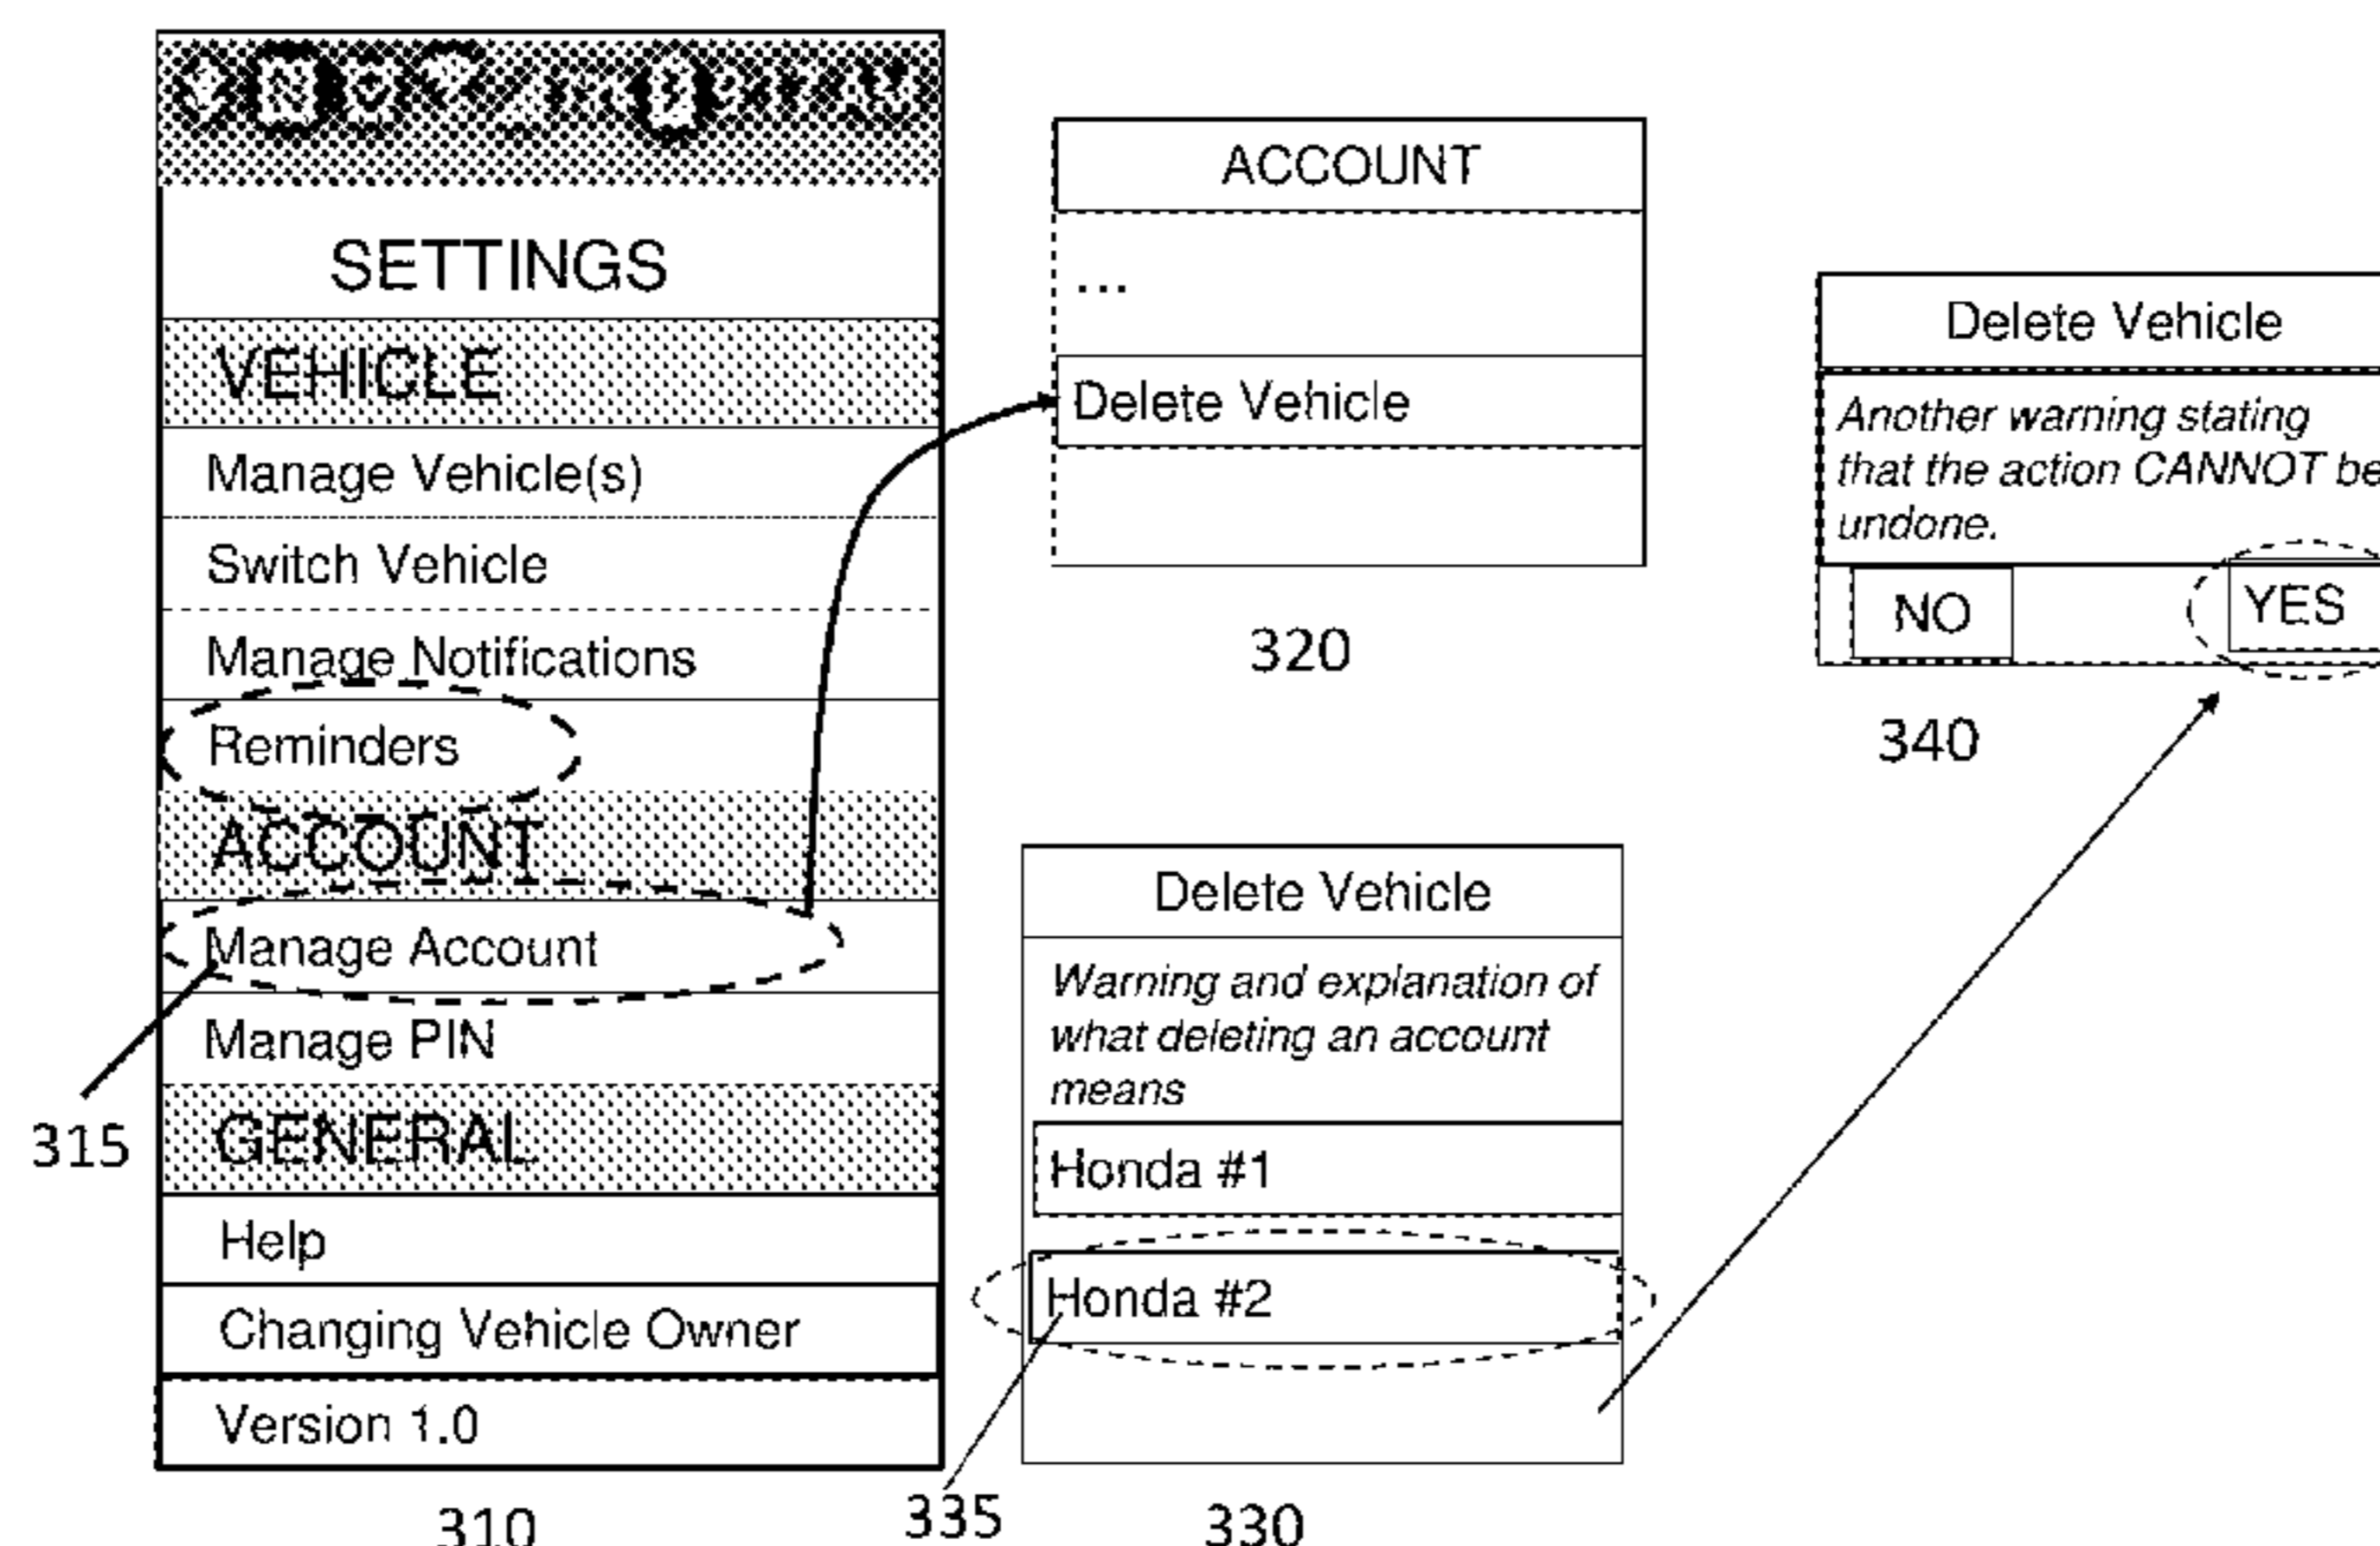 SETTINGS
VEHICLE
Manage Vehicle(s)
Switch Vehicle
Manage Notifications
Reminders
ACCOUNT
Manage Account
Manage PIN
GENERAL
Help
Changing Vehicle Owner
Version 1.0
315
310
ACCOUNT
...
Delete Vehicle
320
Delete Vehicle
Warning and explanation of
what deleting an account
means
Honda #1
Honda #2
335
330
Delete Vehicle
Another warning stating
that the action CANNOT be
undone.
NO
YES
340